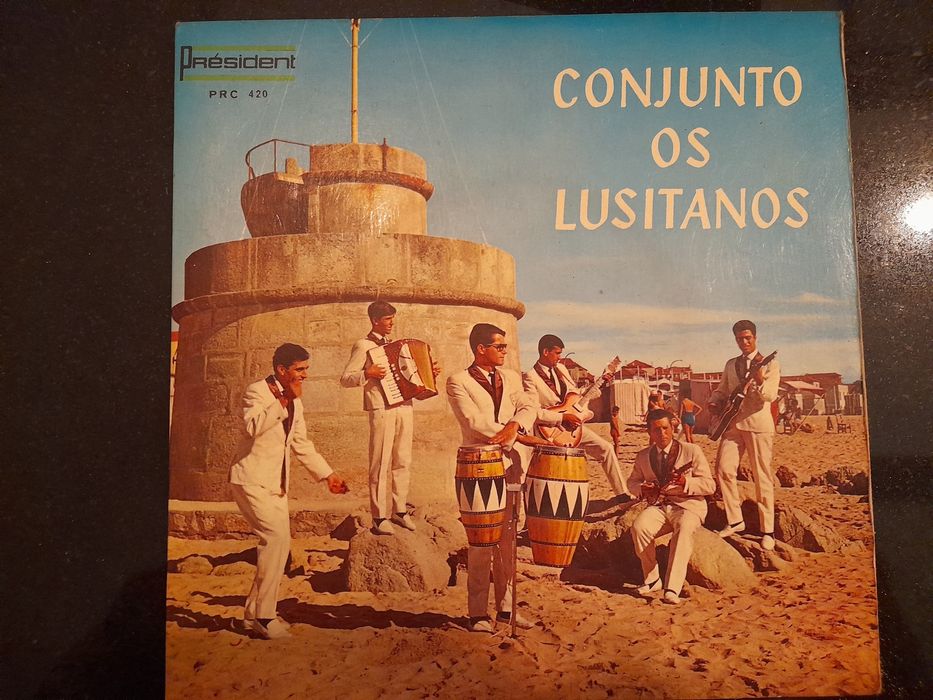 Président
PRC 420
CONJUNTO
OS
LUSITANOS